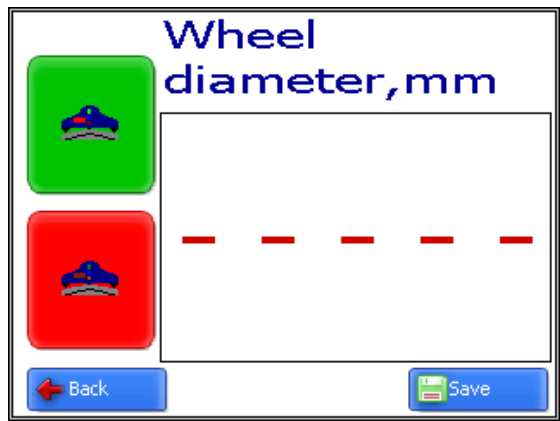 Wheel
diameter,mm
_ _ _ _ _
Back
Save